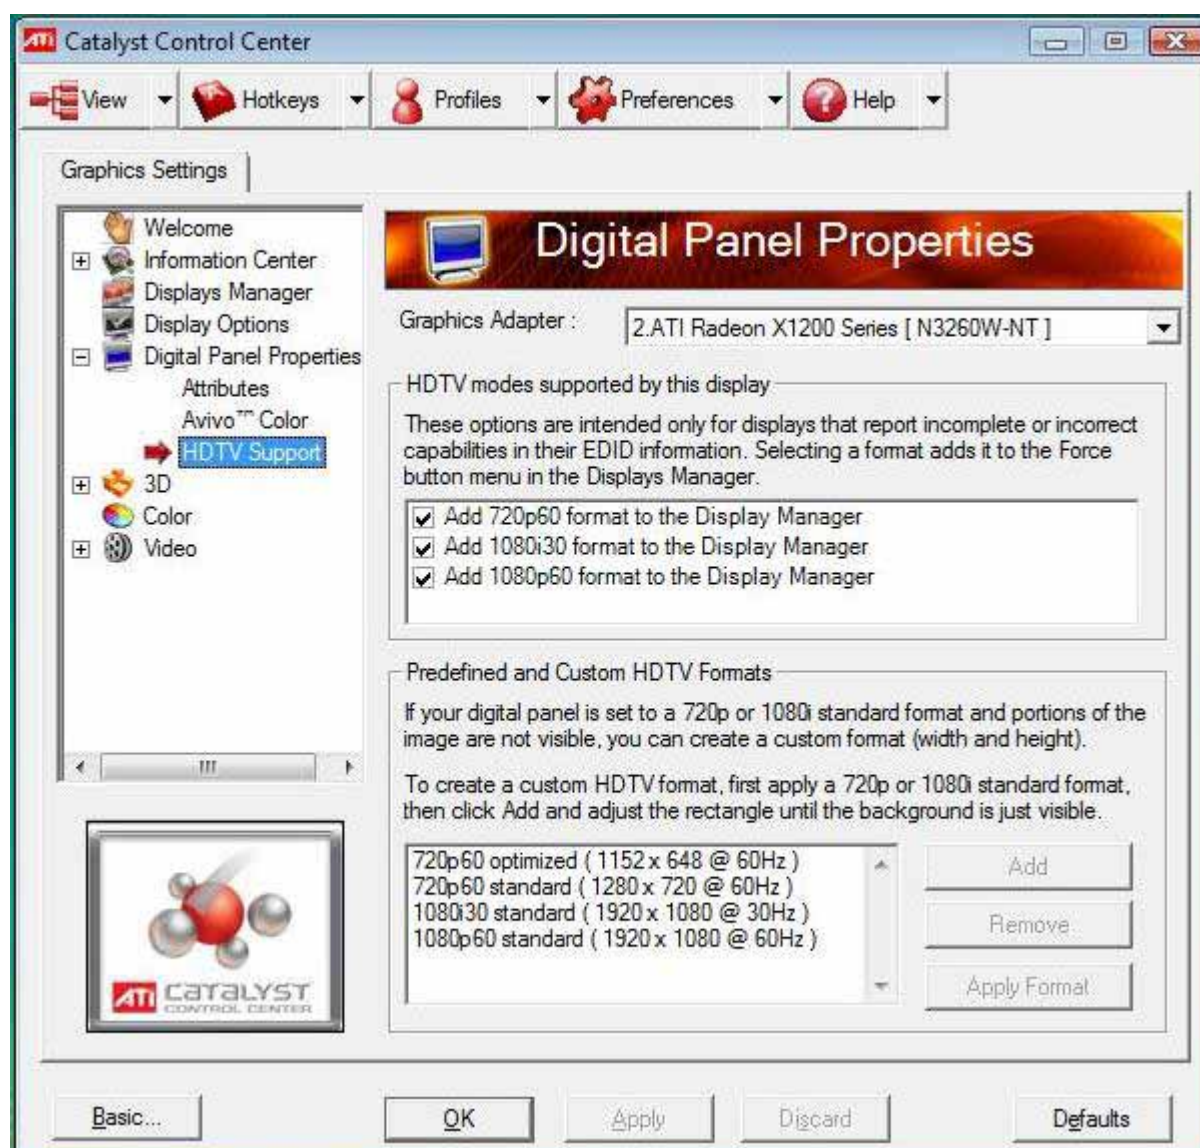 ATI Catalyst Control Center
View Hotkeys Profiles Preferences Help
Graphics Settings
Welcome
Information Center
Displays Manager
Display Options
Digital Panel Properties
Attributes
Avivo™ Color
HDTV Support
3D
Color
Video
ATI CATALYST
CONTROL CENTER
Digital Panel Properties
Graphics Adapter : 2.ATI Radeon X1200 Series [ N3260W-NT ]
HDTV modes supported by this display
These options are intended only for displays that report incomplete or incorrect
capabilities in their EDID information. Selecting a format adds it to the Force
button menu in the Displays Manager.
Add 720p60 format to the Display Manager
Add 1080i30 format to the Display Manager
Add 1080p60 format to the Display Manager
Predefined and Custom HDTV Formats
If your digital panel is set to a 720p or 1080i standard format and portions of the
image are not visible, you can create a custom format (width and height).
To create a custom HDTV format, first apply a 720p or 1080i standard format,
then click Add and adjust the rectangle until the background is just visible.
720p60 optimized ( 1152 x 648 @ 60Hz )
720p60 standard ( 1280 x 720 @ 60Hz )
1080i30 standard ( 1920 x 1080 @ 30Hz )
1080p60 standard ( 1920 x 1080 @ 60Hz )
Add
Remove
Apply Format
Basic... OK Apply Discard Defaults